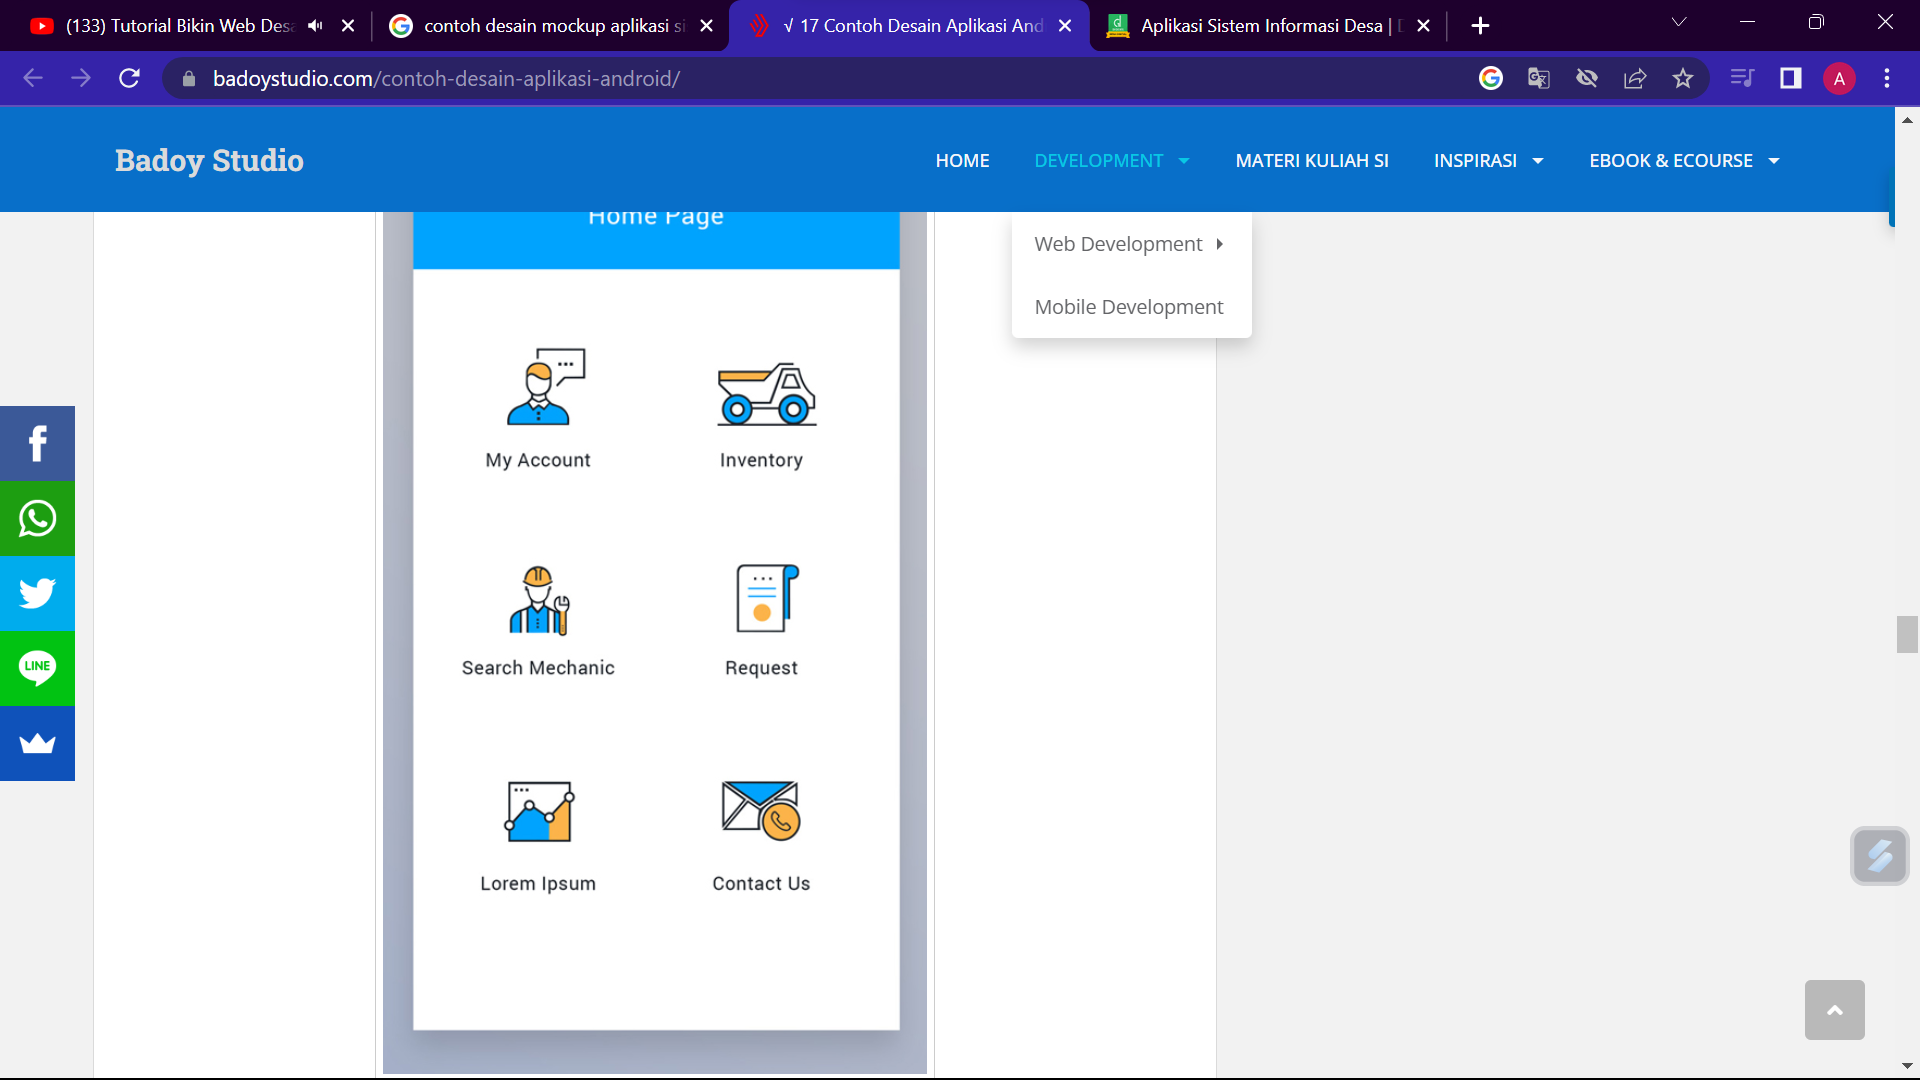 (133) Tutorial Bikin Web Desa
contoh desain mockup aplikasi si
√ 17 Contoh Desain Aplikasi And
Aplikasi Sistem Informasi Desa |
badoystudio.com/contoh-desain-aplikasi-android/
A
Badoy Studio
HOME
DEVELOPMENT
MATERI KULIAH SI
INSPIRASI
EBOOK & ECOURSE
Home Page
Web Development
Mobile Development
My Account
Inventory
Search Mechanic
Request
LINE
Lorem Ipsum
Contact Us